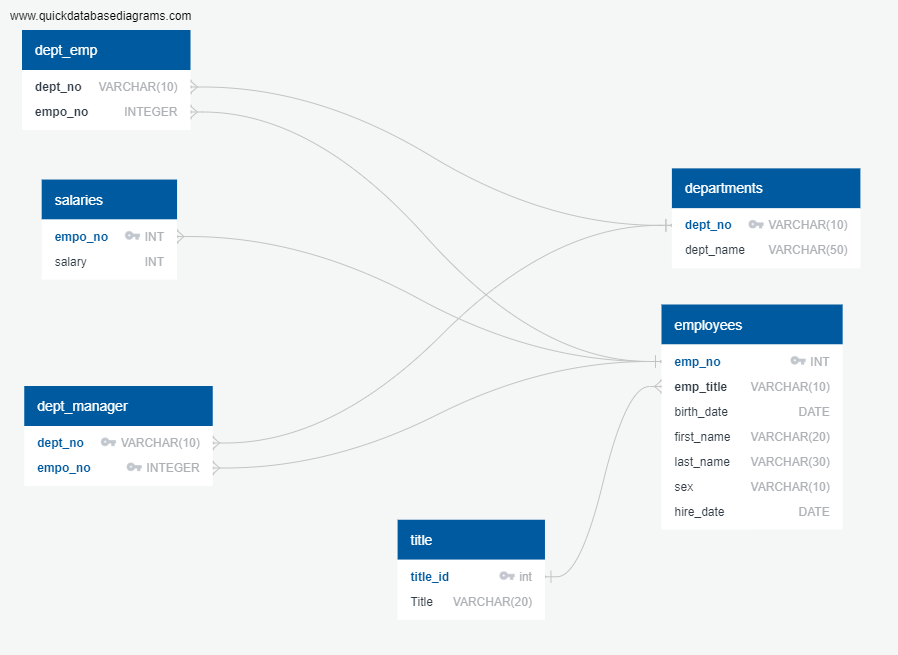 www.quickdatabasediagrams.com
dept_emp
dept_no VARCHAR(10)
empo_no INTEGER
salaries
empo_no INT
salary INT
dept_manager
dept_no VARCHAR(10)
empo_no INTEGER
title
title_id int
Title VARCHAR(20)
departments
dept_no VARCHAR(10)
dept_name VARCHAR(50)
employees
emp_no INT
emp_title VARCHAR(10)
birth_date DATE
first_name VARCHAR(20)
last_name VARCHAR(30)
sex VARCHAR(10)
hire_date DATE